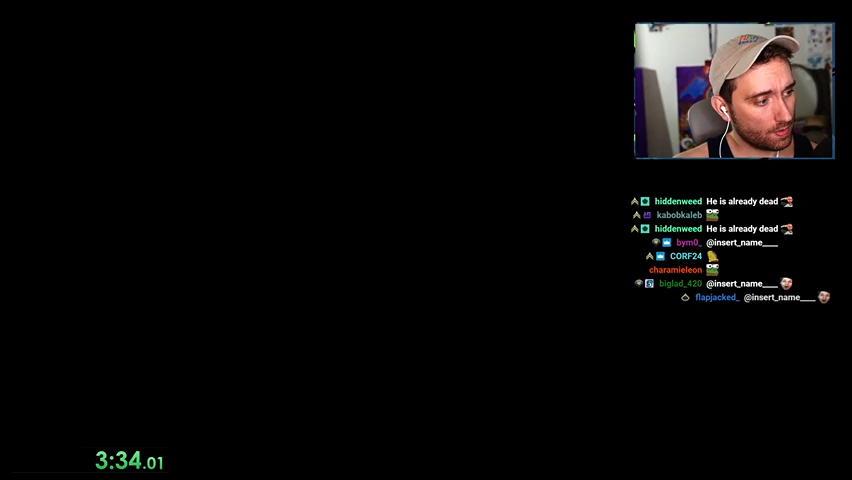 hiddenweed He is already dead
kabobkaleb
hiddenweed He is already dead
bym0_ @insert_name____
CORF24
charamieleon
biglad_420 @insert_name____
flapjacked_ @insert_name____
3:34.01